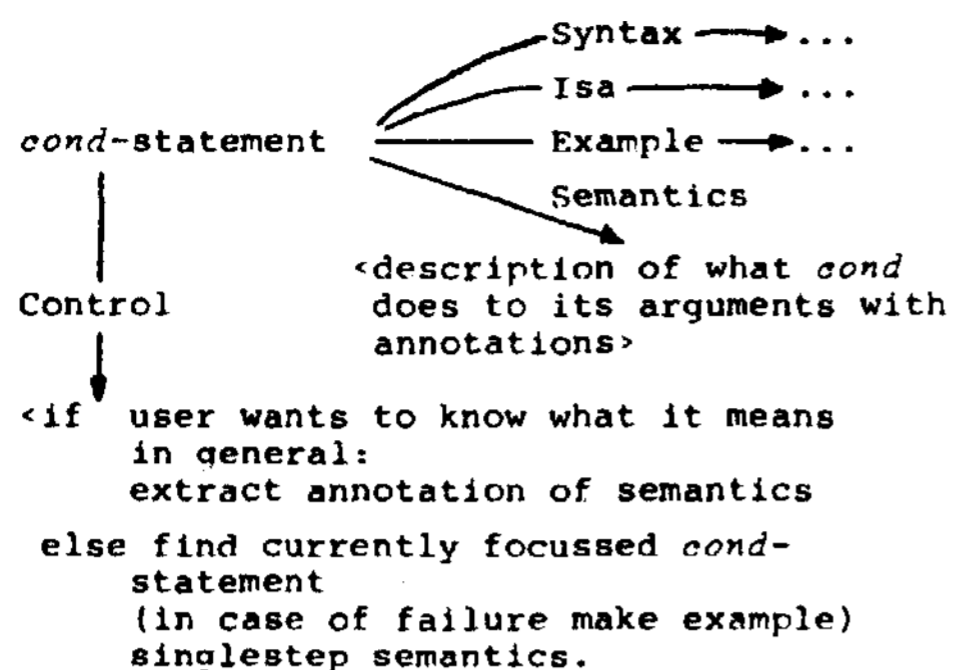 Syntax ...
Isa ...
cond-statement Example ...
Semantics
<description of what cond
Control does to its arguments with
annotations>
<if user wants to know what it means
in general:
extract annotation of semantics
else find currently focussed cond-
statement
(in case of failure make example)
singlestep semantics.